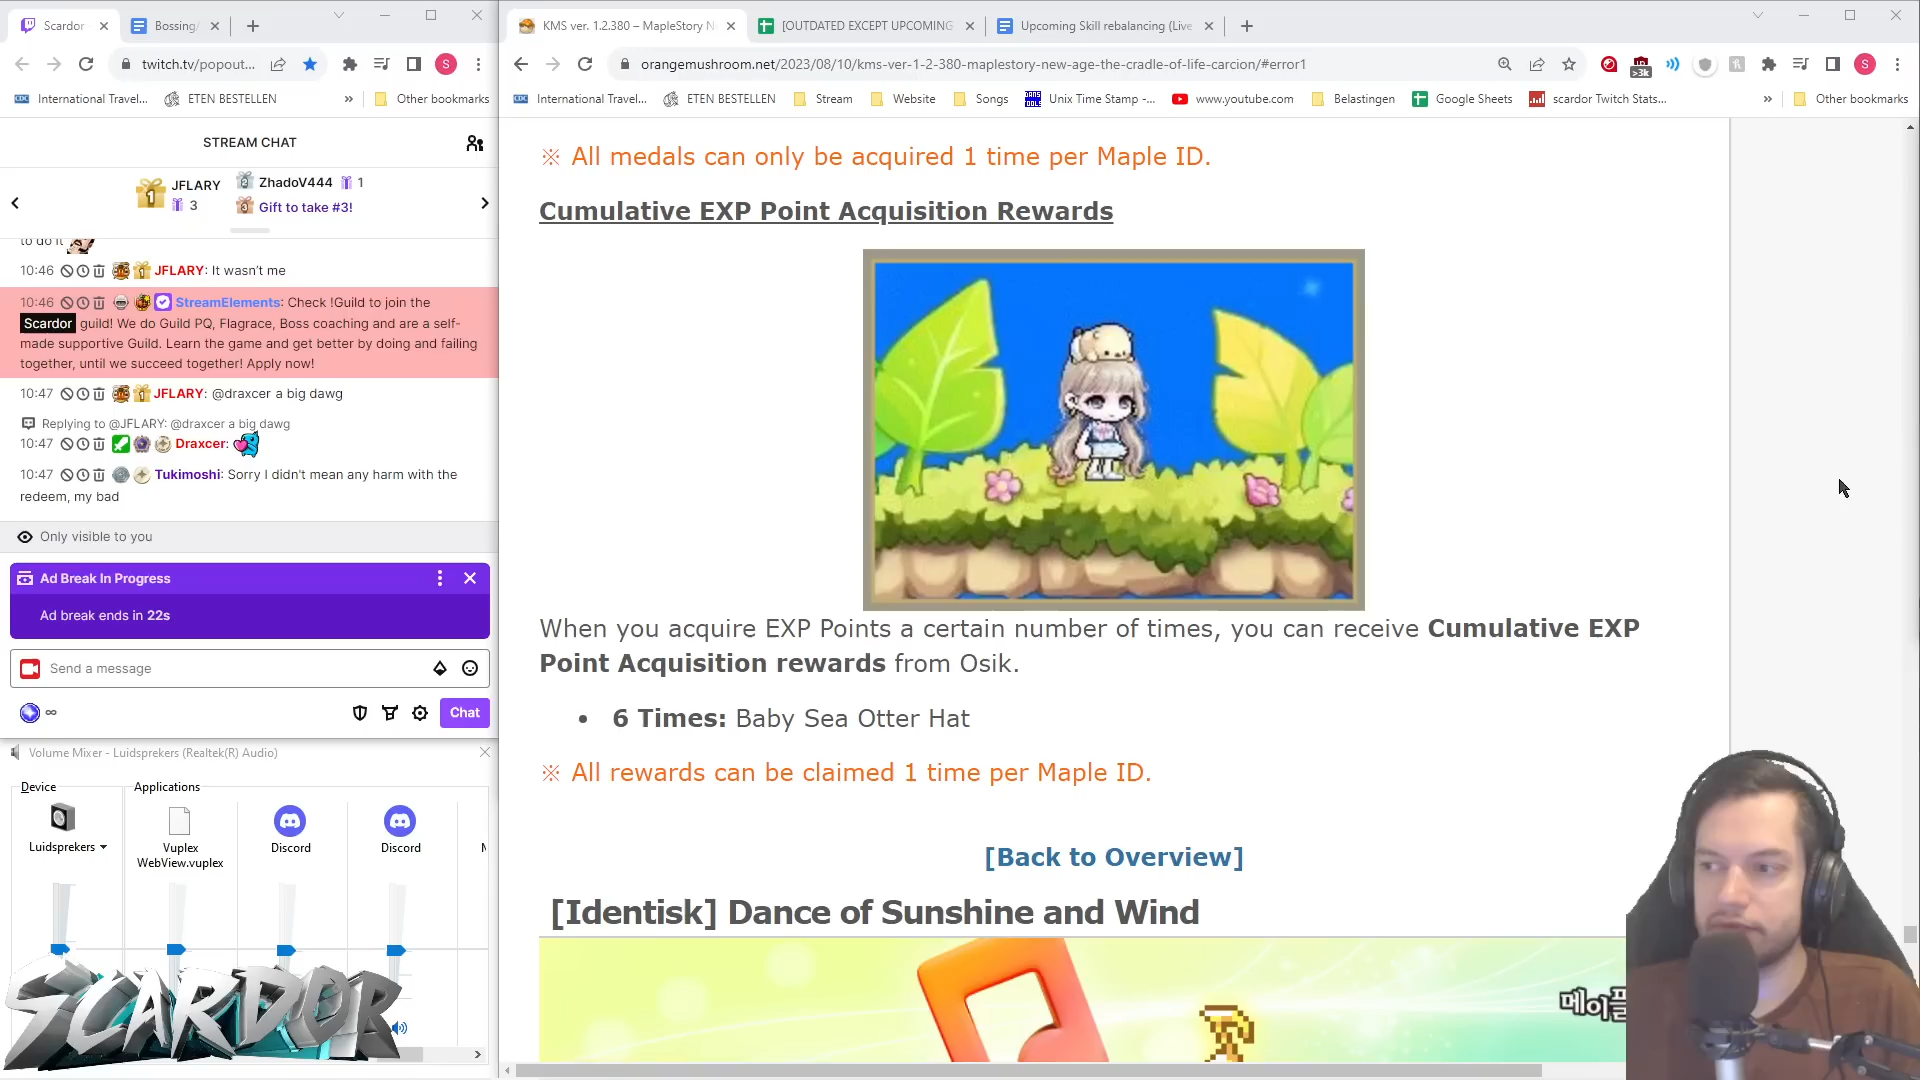 Scardor
Bossing/
twitch.tv/popout...
International Travel...
ETEN BESTELLEN
»
Other bookmarks
STREAM CHAT
JFLARY
3
ZhadoV444 1
Gift to take #3!
to do it
10:46 JFLARY: It wasn't me
10:46 StreamElements: Check !Guild to join the
Scardor guild! We do Guild PQ, Flagrace, Boss coaching and are a self-
made supportive Guild. Learn the game and get better by doing and failing
together, until we succeed together! Apply now!
10:47 JFLARY: @draxcer a big dawg
Replying to @JFLARY: @draxcer a big dawg
10:47 Draxcer:
10:47 Tukimoshi: Sorry I didn't mean any harm with the
redeem, my bad
Only visible to you
Ad Break In Progress
Ad break ends in 22s
Send a message
∞
Chat
Volume Mixer - Luidsprekers (Realtek(R) Audio)
Device
Applications
Luidsprekers
Vuplex
WebView.vuplex
Discord
Discord
SCARDOR
KMS ver. 1.2.380 – MapleStory N
[OUTDATED EXCEPT UPCOMING
Upcoming Skill rebalancing (Live
orangemushroom.net/2023/08/10/kms-ver-1-2-380-maplestory-new-age-the-cradle-of-life-carcion/#error1
>3k
S
International Travel...
ETEN BESTELLEN
Stream
Website
Songs
Unix Time Stamp -...
www.youtube.com
Belastingen
Google Sheets
scardor Twitch Stats...
»
Other bookmarks
※ All medals can only be acquired 1 time per Maple ID.
Cumulative EXP Point Acquisition Rewards
When you acquire EXP Points a certain number of times, you can receive Cumulative EXP
Point Acquisition rewards from Osik.
• 6 Times: Baby Sea Otter Hat
※ All rewards can be claimed 1 time per Maple ID.
[Back to Overview]
[Identisk] Dance of Sunshine and Wind
메이플